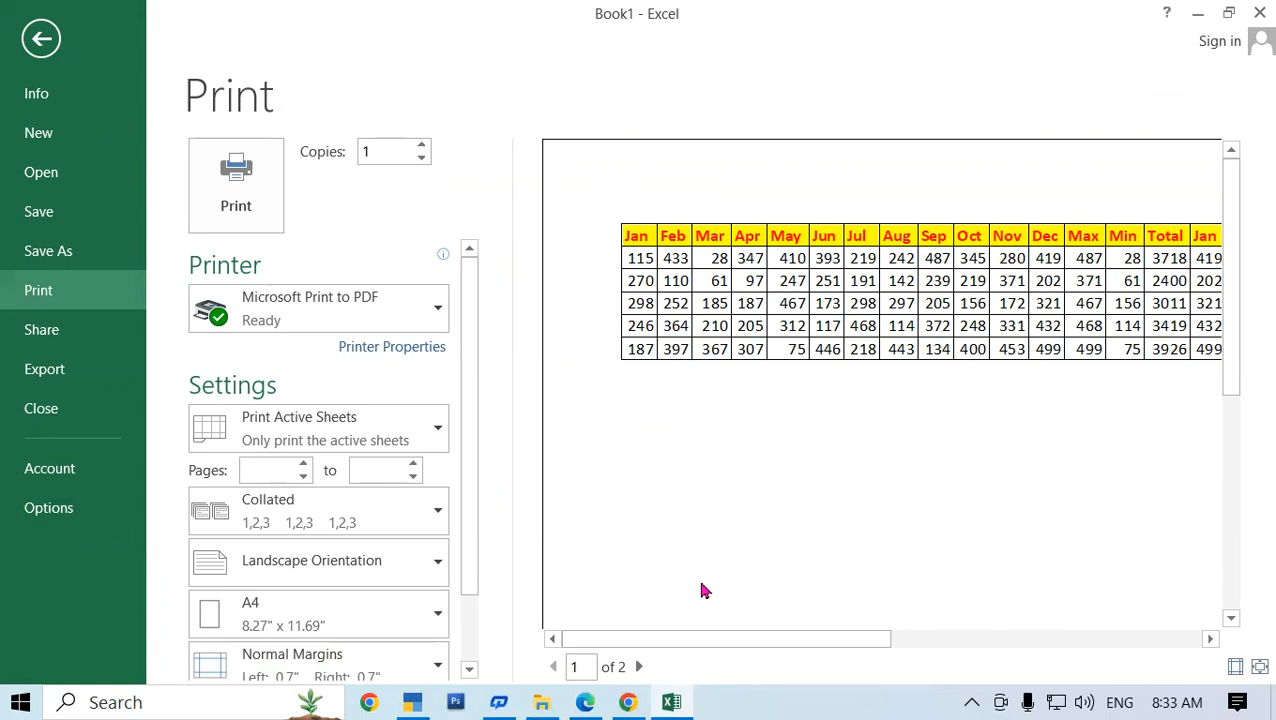 Book1 - Excel
?
Sign in
Info
New
Open
Save
Save As
Print
Share
Export
Close
Account
Options
Print
Print
Copies: 1
Printer
Microsoft Print to PDF
Ready
Printer Properties
Settings
Print Active Sheets
Only print the active sheets
Pages: to
Collated
1,2,3 1,2,3 1,2,3
Landscape Orientation
A4
8.27" x 11.69"
Normal Margins
Left: 0.7" Right: 0.7"
Jan Feb Mar Apr May Jun Jul Aug Sep Oct Nov Dec Max Min Total Jan
115 433 28 347 410 393 219 242 487 345 280 419 487 28 3718 419
270 110 61 97 247 251 191 142 239 219 371 202 371 61 2400 202
298 252 185 187 467 173 298 297 205 156 172 321 467 156 3011 321
246 364 210 205 312 117 468 114 372 248 331 432 468 114 3419 432
187 397 367 307 75 446 218 443 134 400 453 499 499 75 3926 499
1 of 2
Search
ENG
8:33 AM